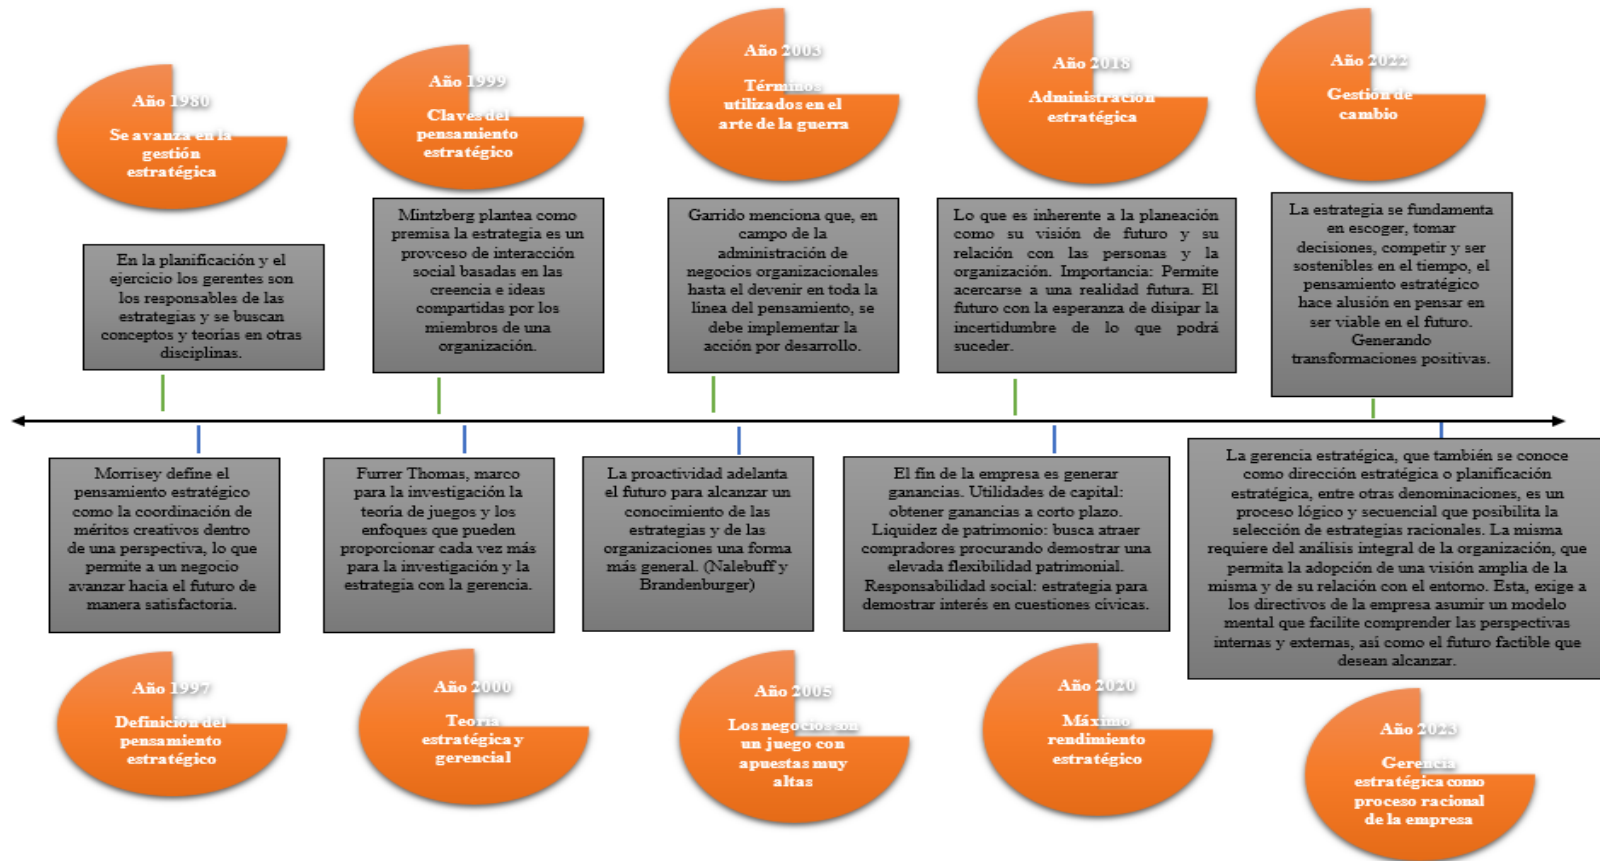 Año 1980
Se avanza en la
gestión
estratégica
En la planificación y el
ejercicio los gerentes son
los responsables de las
estrategias y se buscan
conceptos y teorías en otras
disciplinas.
Año 1999
Claves del
pensamiento
estratégico
Mintzberg plantea como
premisa la estrategia es un
provceso de interacción
social basadas en las
creencia e ideas
compartidas por los
miembros de una
organización.
Año 2003
Términos
utilizados en el
arte de la guerra
Garrido menciona que, en
campo de la
administración de
negocios organizacionales
hasta el devenir en toda la
línea del pensamiento, se
debe implementar la
acción por desarrollo.
Año 2018
Administración
estratégica
Lo que es inherente a la planeación
como su visión de futuro y su
relación con las personas y la
organización. Importancia: Permite
acercarse a una realidad futura. El
futuro con la esperanza de disipar la
incertidumbre de lo que podrá
suceder.
Año 2022
Gestión de
cambio
La estrategia se fundamenta
en escoger, tomar
decisiones, competir y ser
sostenibles en el tiempo, el
pensamiento estratégico
hace alusión en pensar en
ser viable en el futuro.
Generando
transformaciones positivas.
Morrisey define el
pensamiento estratégico
como la coordinación de
méritos creativos dentro
de una perspectiva, lo que
permite a un negocio
avanzar hacia el futuro de
manera satisfactoria.
Año 1997
Definición del
pensamiento
estratégico
Furrer Thomas, marco
para la investigación la
teoría de juegos y los
enfoques que pueden
proporcionar cada vez más
para la investigación y la
estrategia con la gerencia.
Año 2000
Teoría
estratégica y
gerencial
La proactividad adelanta
el futuro para alcanzar un
conocimiento de las
estrategias y de las
organizaciones una forma
más general. (Nalebuff y
Brandenburger)
Año 2005
Los negocios son
un juego con
apuestas muy
altas
El fin de la empresa es generar
ganancias. Utilidades de capital:
obtener ganancias a corto plazo.
Liquidez de patrimonio: busca atraer
compradores procurando demostrar una
elevada flexibilidad patrimonial.
Responsabilidad social: estrategia para
demostrar interés en cuestiones cívicas.
Año 2020
Máximo
rendimiento
estratégico
La gerencia estratégica, que también se conoce
como dirección estratégica o planificación
estratégica, entre otras denominaciones, es un
proceso lógico y secuencial que posibilita la
selección de estrategias racionales. La misma
requiere del análisis integral de la organización, que
permita la adopción de una visión amplia de la
misma y de su relación con el entorno. Esta, exige a
los directivos de la empresa asumir un modelo
mental que facilite comprender las perspectivas
internas y externas, así como el futuro factible que
desean alcanzar.
Año 2023
Gerencia
estratégica como
proceso racional
de la empresa